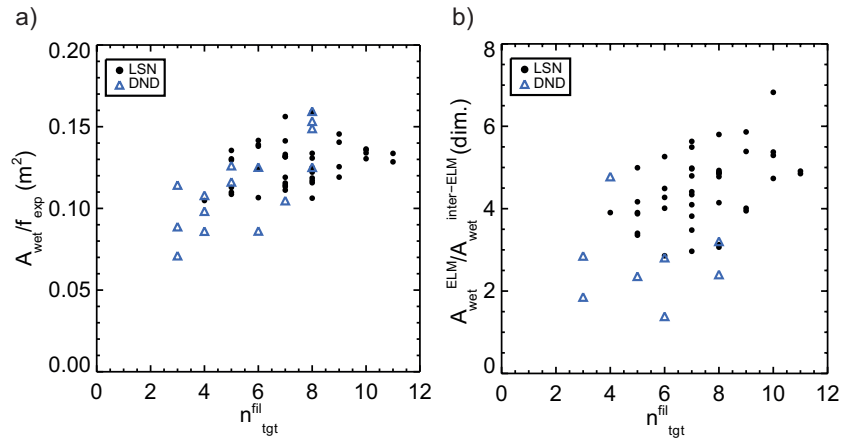 a)
0.20
0.15
0.10
0.05
0.00
A_wet/f_exp (m²)
LSN
DND
0 2 4 6 8 10 12
n^fil_tgt
b)
8
6
4
2
0
A_wet^ELM/A_wet^inter-ELM (dim.)
LSN
DND
0 2 4 6 8 10 12
n^fil_tgt